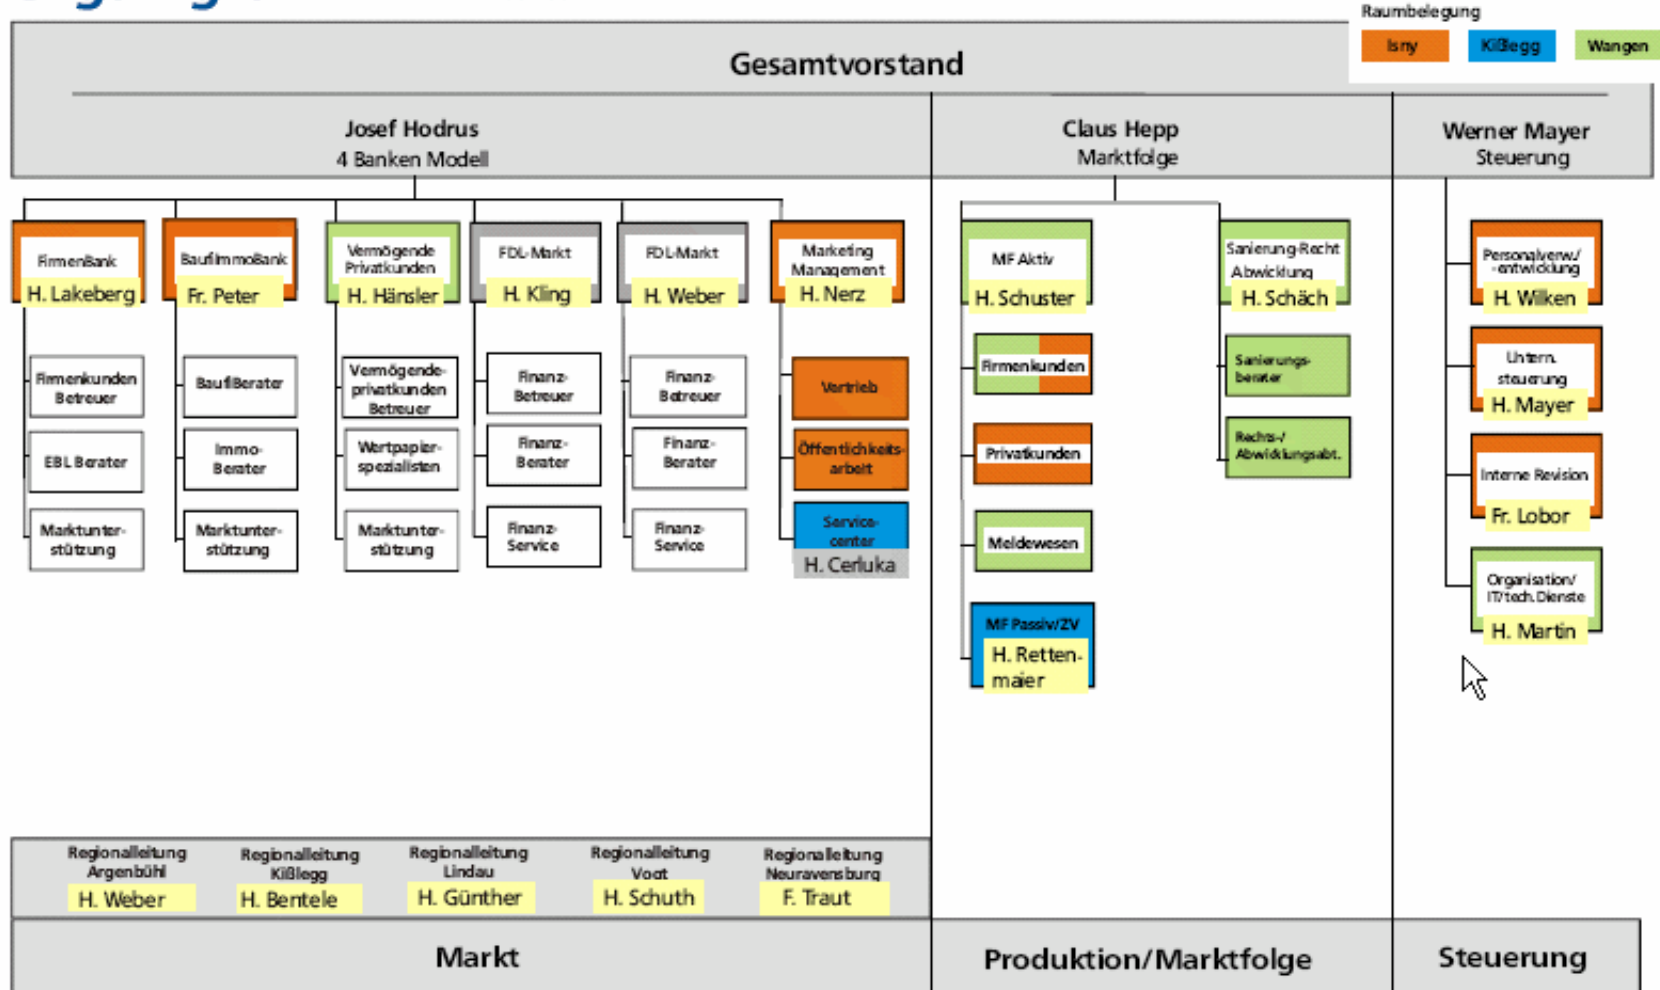 Raumbelegung
Isny
Kißlegg
Wangen
Gesamtvorstand
Josef Hodrus
4 Banken Modell
Claus Hepp
Marktfolge
Werner Mayer
Steuerung
FirmenBank
H. Lakeberg
BaufiImmoBank
Fr. Peter
Vermögende
Privatkunden
H. Hänsler
FDL-Markt
H. Kling
FDL-Markt
H. Weber
Marketing
Management
H. Nerz
MF Aktiv
H. Schuster
Sanierung-Recht
Abwicklung
H. Schäch
Personalverw./
-entwicklung
H. Wilken
Firmenkunden
Betreuer
BaufiBerater
Vermögende-
privatkunden
Betreuer
Finanz-
Betreuer
Finanz-
Betreuer
Vertrieb
Firmenkunden
Sanierungs-
berater
Untern.
steuerung
H. Mayer
EBL Berater
Immo-
Berater
Wertpapier-
spezialisten
Finanz-
Berater
Finanz-
Berater
Öffentlichkeits-
arbeit
Privatkunden
Rechts-/
Abwicklungsabt.
Interne Revision
Fr. Lobor
Marktunter-
stützung
Marktunter-
stützung
Marktunter-
stützung
Finanz-
Service
Finanz-
Service
Service-
center
H. Cerluka
Meldewesen
Organisation/
IT/tech. Dienste
H. Martin
MF Passiv/ZV
H. Retten-
maier
Regionalleitung
Argenbühl
H. Weber
Regionalleitung
Kißlegg
H. Bentele
Regionalleitung
Lindau
H. Günther
Regionalleitung
Vogt
H. Schuth
Regionalleitung
Neuravensburg
F. Traut
Markt
Produktion/Marktfolge
Steuerung